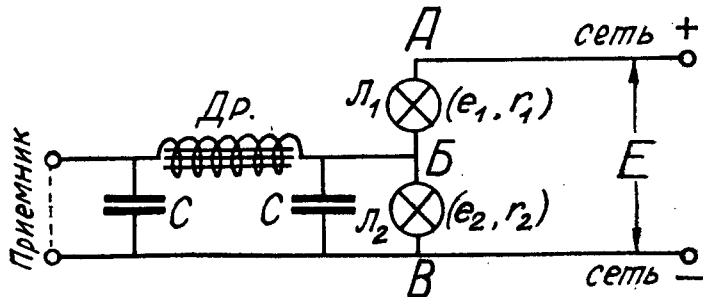 А
сеть +
Др.
Л₁ (e₁, r₁)
Приемник
Б
E
С
С
Л₂ (e₂, r₂)
В
сеть —